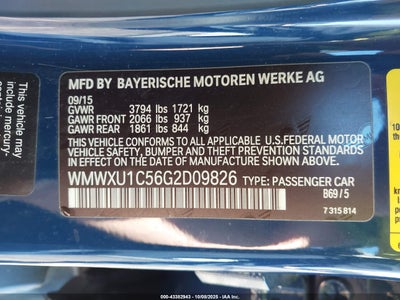 This vehicle may
include mercury-
MFD BY BAYERISCHE MOTOREN WERKE AG
09/15
GVWR 3794 lbs 1721 kg
GAWR FRONT 2066 lbs 937 kg
GAWR REAR 1861 lbs 844 kg
THIS VEHICLE CONFORMS TO ALL APPLICABLE
U.S.FEDERAL MOTOR
VEHICLE SAFETY, BUMPER, AND THEFT
PREVENTION STANDARDS IN EFFECT ON THE
DATE OF MANUFACTURE SHOWN ABOVE.
WMWXU1C56G2D09826 TYPE: PASSENGER CAR
B69/5
7 315 814
000-43382943 - 10/08/2025 - IAAI.COM